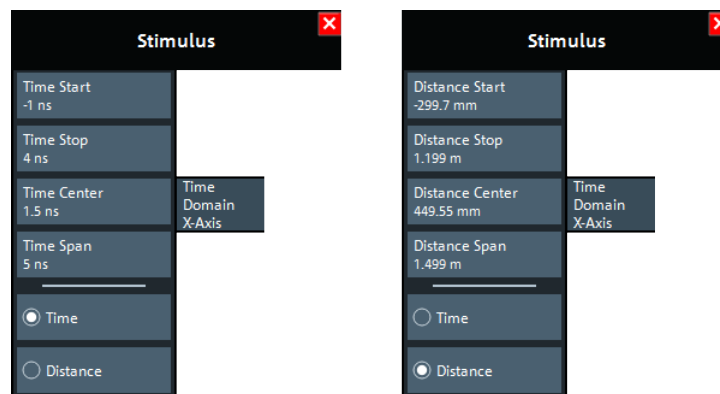 Stimulus
Time Start
-1 ns
Time Stop
4 ns
Time Center
1.5 ns
Time Span
5 ns
Time
Distance
Time
Domain
X-Axis
Stimulus
Distance Start
-299.7 mm
Distance Stop
1.199 m
Distance Center
449.55 mm
Distance Span
1.499 m
Time
Distance
Time
Domain
X-Axis